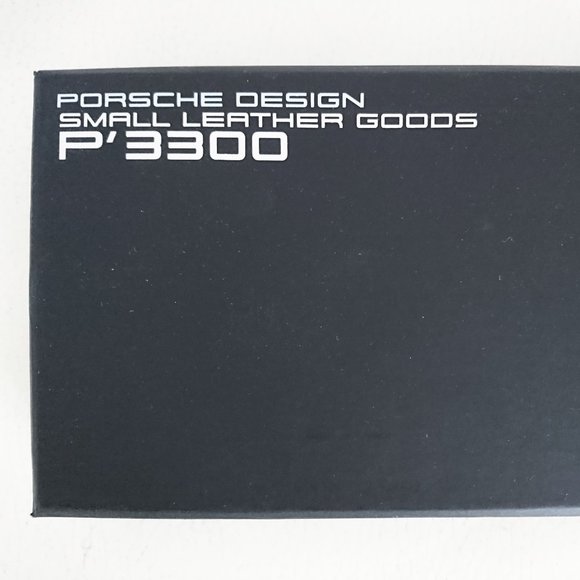 PORSCHE DESIGN
SMALL LEATHER GOODS
P'3300